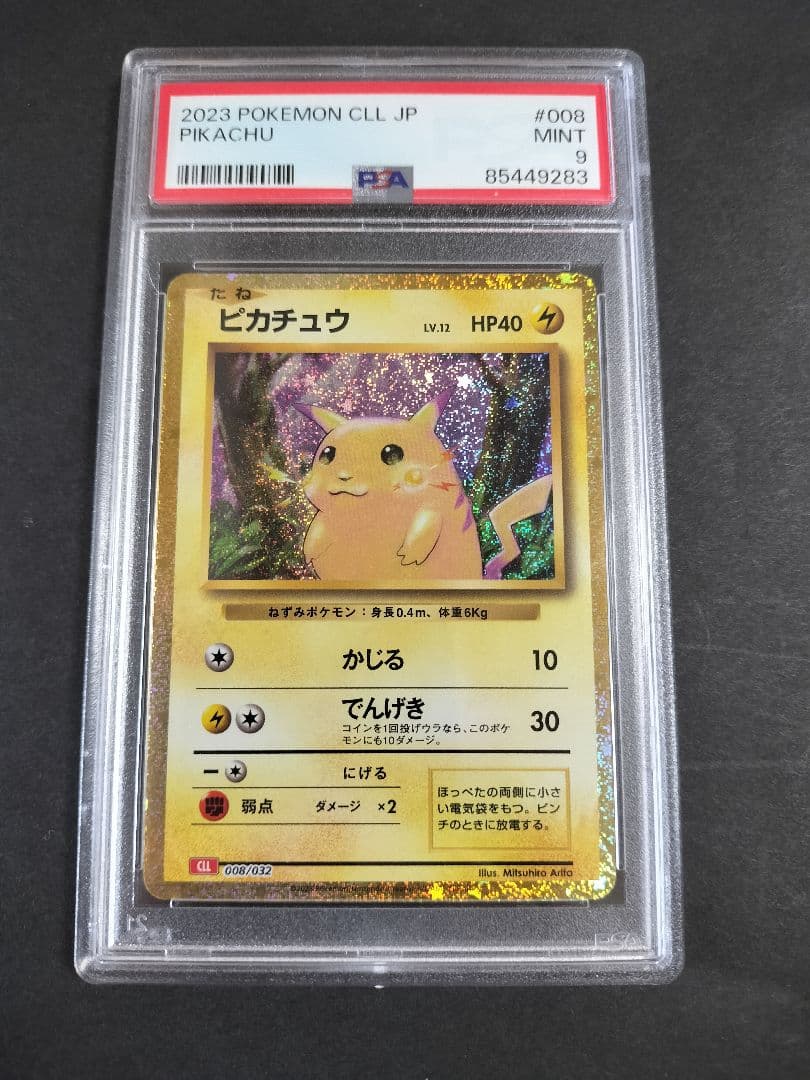 2023 POKEMON CLL JP #008
PIKACHU MINT
9
PSA 85449283
たね
ピカチュウ LV.12 HP40
ねずみポケモン:身長0.4m、体重6Kg
かじる 10
でんげき 30
コインを1回投げウラなら、このポケ
モンにも10ダメージ。
にげる
弱点 ダメージ ×2
ほっぺたの両側に小さ
い電気袋をもつ。ピン
チのときに放電する。
CLL 008/032
Illus. Mitsuhiro Arita